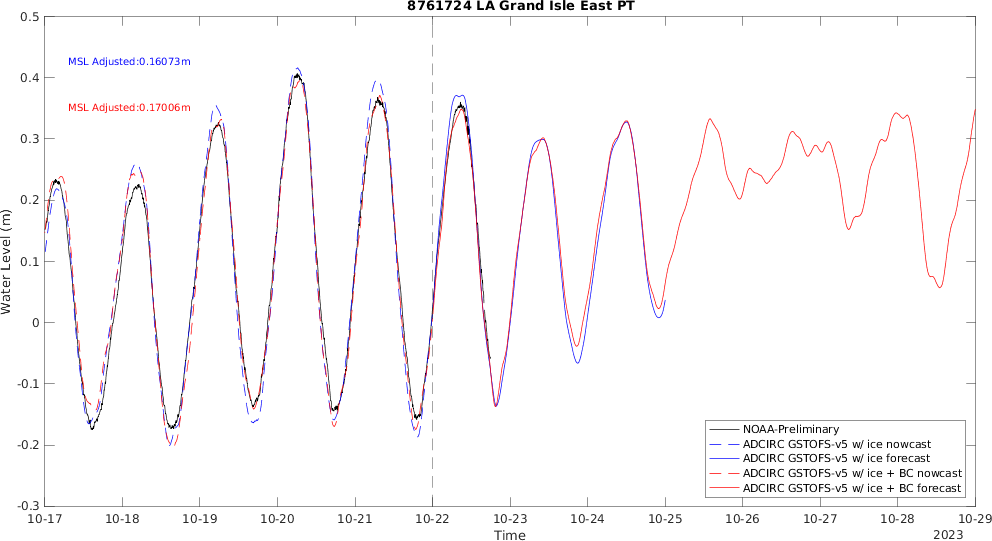 8761724 LA Grand Isle East PT
MSL Adjusted:0.16073m
MSL Adjusted:0.17006m
Water Level (m)
0.5
0.4
0.3
0.2
0.1
0
-0.1
-0.2
-0.3
NOAA-Preliminary
ADCIRC GSTOFS-v5 w/ ice nowcast
ADCIRC GSTOFS-v5 w/ ice forecast
ADCIRC GSTOFS-v5 w/ ice + BC nowcast
ADCIRC GSTOFS-v5 w/ ice + BC forecast
10-17 10-18 10-19 10-20 10-21 10-22 10-23 10-24 10-25 10-26 10-27 10-28 10-29
Time
2023